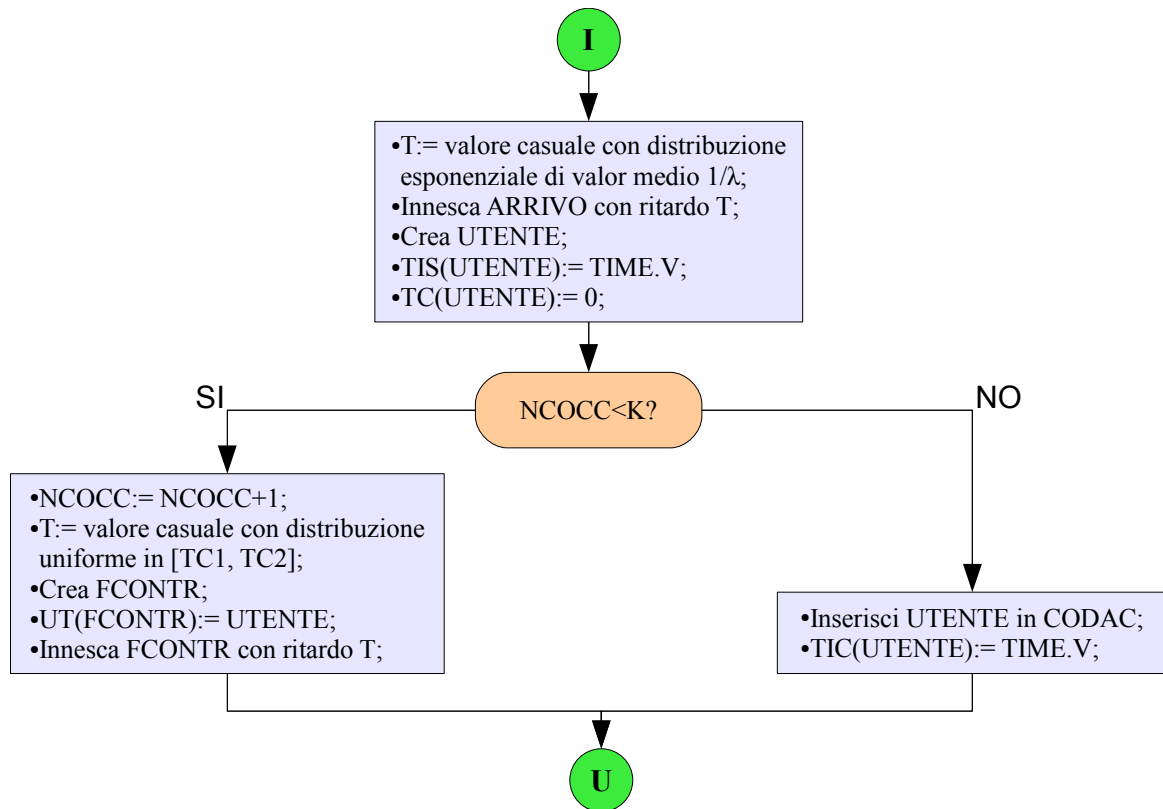 I
•T:= valore casuale con distribuzione
esponenziale di valor medio 1/λ;
•Innesca ARRIVO con ritardo T;
•Crea UTENTE;
•TIS(UTENTE):= TIME.V;
•TC(UTENTE):= 0;
NCOCC<K?
SI
NO
•NCOCC:= NCOCC+1;
•T:= valore casuale con distribuzione
uniforme in [TC1, TC2];
•Crea FCONTR;
•UT(FCONTR):= UTENTE;
•Innesca FCONTR con ritardo T;
•Inserisci UTENTE in CODAC;
•TIC(UTENTE):= TIME.V;
U